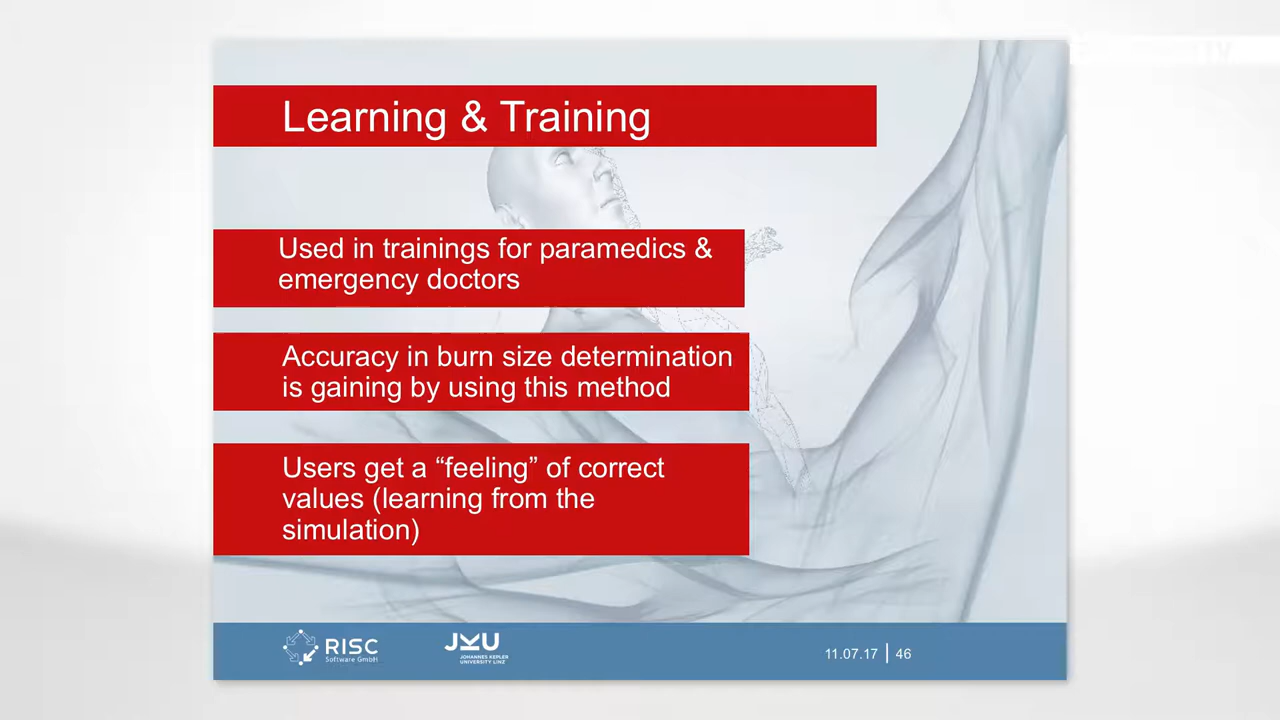 Learning & Training
Used in trainings for paramedics &
emergency doctors
Accuracy in burn size determination
is gaining by using this method
Users get a “feeling” of correct
values (learning from the
simulation)
RISC
Software GmbH
JKU
JOHANNES KEPLER
UNIVERSITY LINZ
11.07.17 | 46